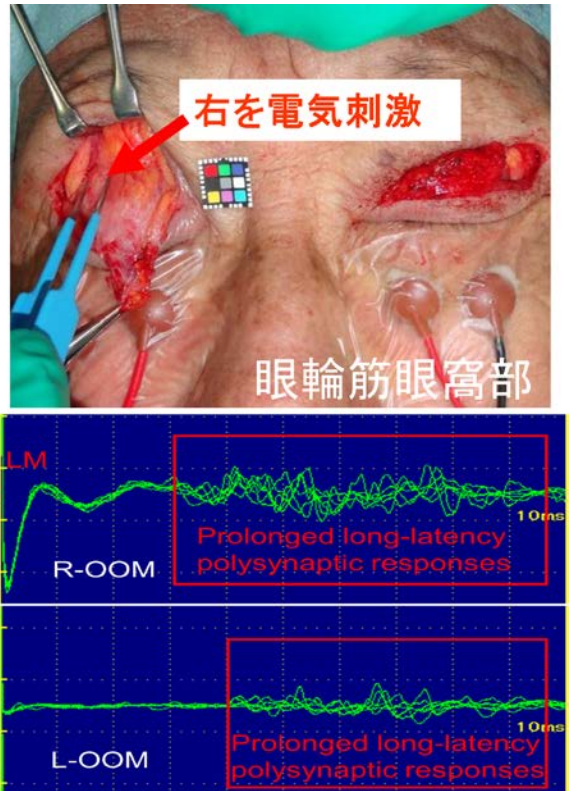 右を電気刺激
眼輪筋眼窩部
LM
10ms
Prolonged long-latency
polysynaptic responses
R-OOM
10ms
Prolonged long-latency
polysynaptic responses
L-OOM